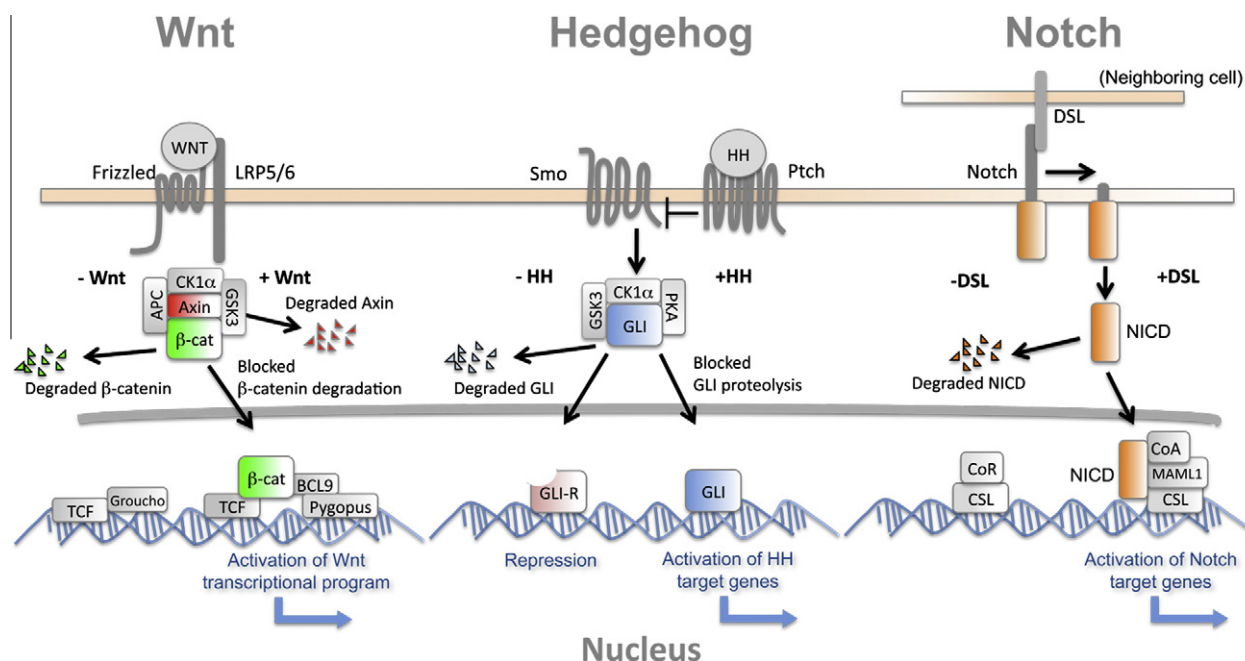 Wnt
Hedgehog
Notch
(Neighboring cell)
DSL
WNT
Frizzled
LRP5/6
Smo
HH
Ptch
Notch
- Wnt
+ Wnt
CK1α
APC
Axin
GSK3
β-cat
Degraded Axin
Degraded β-catenin
Blocked
β-catenin degradation
- HH
+HH
CK1α
GSK3
PKA
GLI
Degraded GLI
Blocked
GLI proteolysis
-DSL
+DSL
NICD
Degraded NICD
TCF
Groucho
β-cat
TCF
BCL9
Pygopus
Activation of Wnt
transcriptional program
GLI-R
GLI
Repression
Activation of HH
target genes
CoR
CSL
NICD
CoA
MAML1
CSL
Activation of Notch
target genes
Nucleus